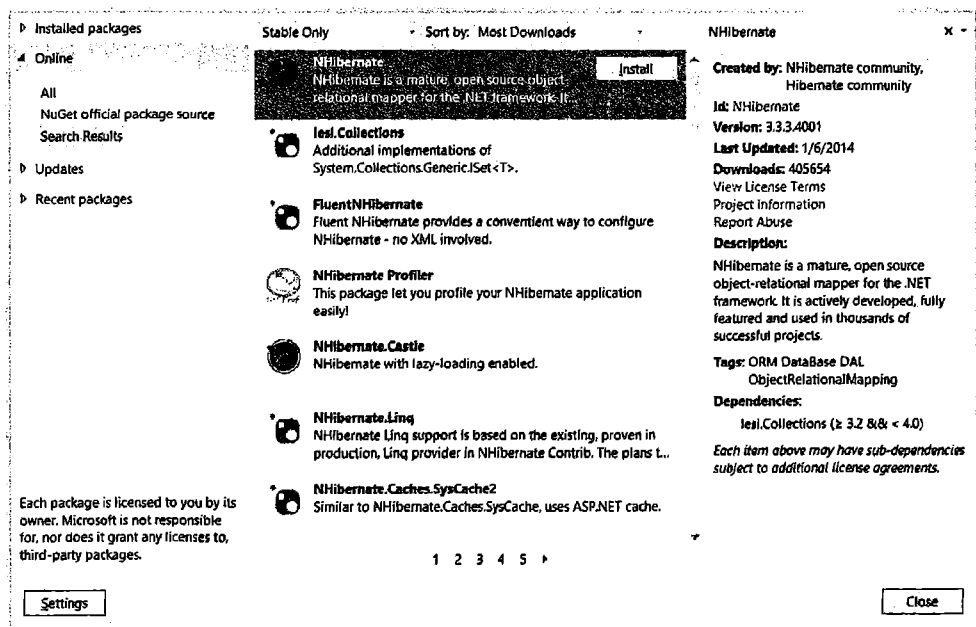 Installed packages
Online
All
NuGet official package source
Search Results
Updates
Recent packages
Each package is licensed to you by its
owner. Microsoft is not responsible
for, nor does it grant any licenses to,
third-party packages.
Settings
Stable Only
Sort by: Most Downloads
NHibernate
NHibernate is a mature, open source object-
relational mapper for the .NET framework. It...
Install
Iesi.Collections
Additional implementations of
System.Collections.Generic.ISet<T>.
FluentNHibernate
Fluent NHibernate provides a conventient way to configure
NHibernate - no XML involved.
NHibernate Profiler
This package let you profile your NHibernate application
easily!
NHibernate.Castle
NHibernate with lazy-loading enabled.
NHibernate.Linq
NHibernate Linq support is based on the existing, proven in
production, Linq provider in NHibernate Contrib. The plans t...
NHibernate.Caches.SysCache2
Similar to NHibernate.Caches.SysCache, uses ASP.NET cache.
1 2 3 4 5
NHibernate
x
Created by: NHibernate community,
Hibernate community
Id: NHibernate
Version: 3.3.3.4001
Last Updated: 1/6/2014
Downloads: 405654
View License Terms
Project Information
Report Abuse
Description:
NHibernate is a mature, open source
object-relational mapper for the .NET
framework. It is actively developed, fully
featured and used in thousands of
successful projects.
Tags: ORM DataBase DAL
ObjectRelationalMapping
Dependencies:
Iesi.Collections (≥ 3.2 && < 4.0)
Each item above may have sub-dependencies
subject to additional license agreements.
Close